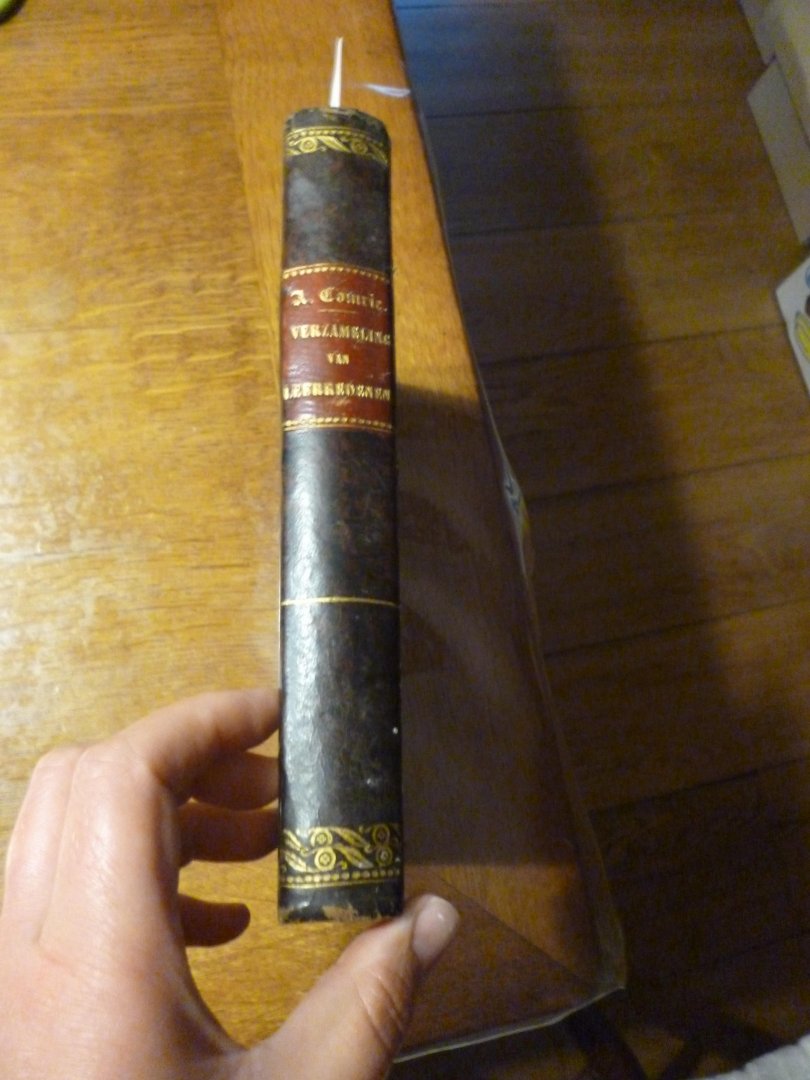 A. Comrie.
VERZAMELING
VAN
LEERREDENEN